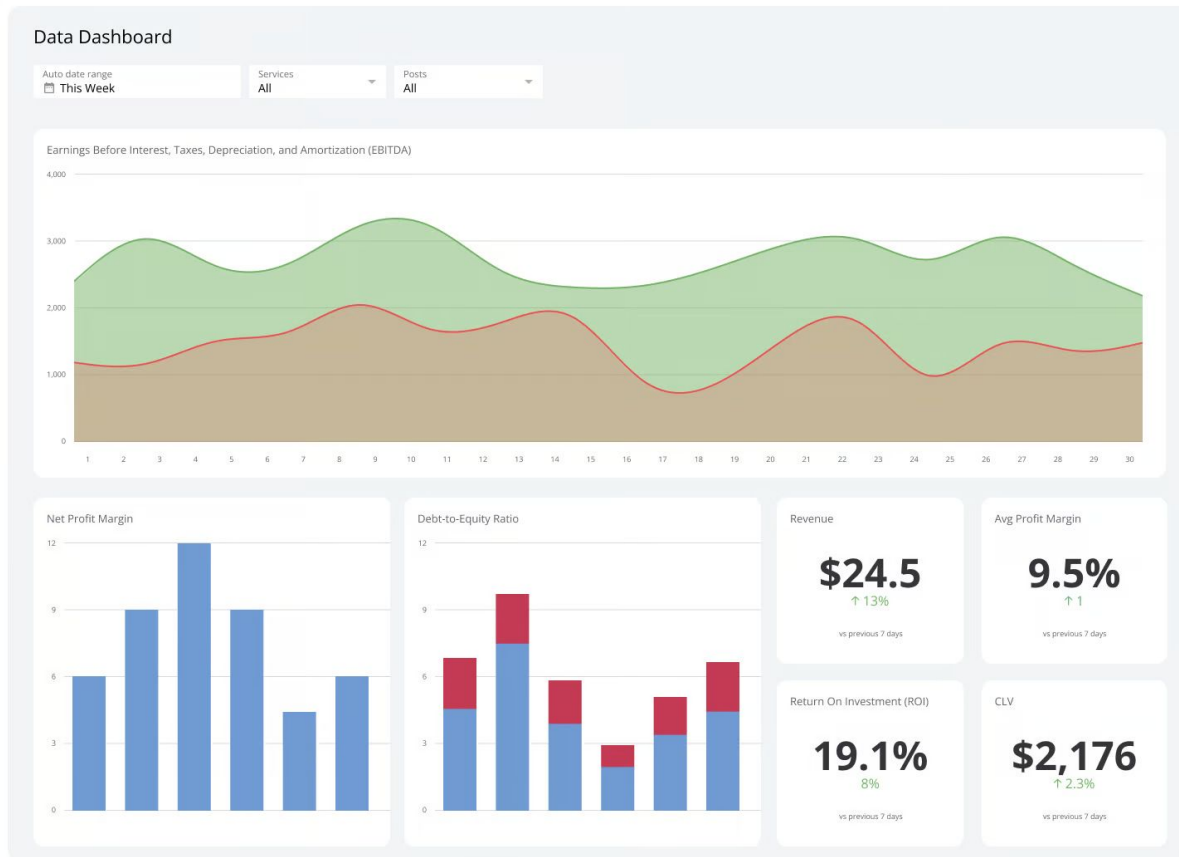 Data Dashboard
Auto date range
This Week
Services
All
Posts
All
Earnings Before Interest, Taxes, Depreciation, and Amortization (EBITDA)
4,000
3,000
2,000
1,000
0
1 2 3 4 5 6 7 8 9 10 11 12 13 14 15 16 17 18 19 20 21 22 23 24 25 26 27 28 29 30
Net Profit Margin
12
9
6
3
0
Debt-to-Equity Ratio
12
9
6
3
0
Revenue
$24.5
↑ 13%
vs previous 7 days
Avg Profit Margin
9.5%
↑ 1
vs previous 7 days
Return On Investment (ROI)
19.1%
8%
vs previous 7 days
CLV
$2,176
↑ 2.3%
vs previous 7 days